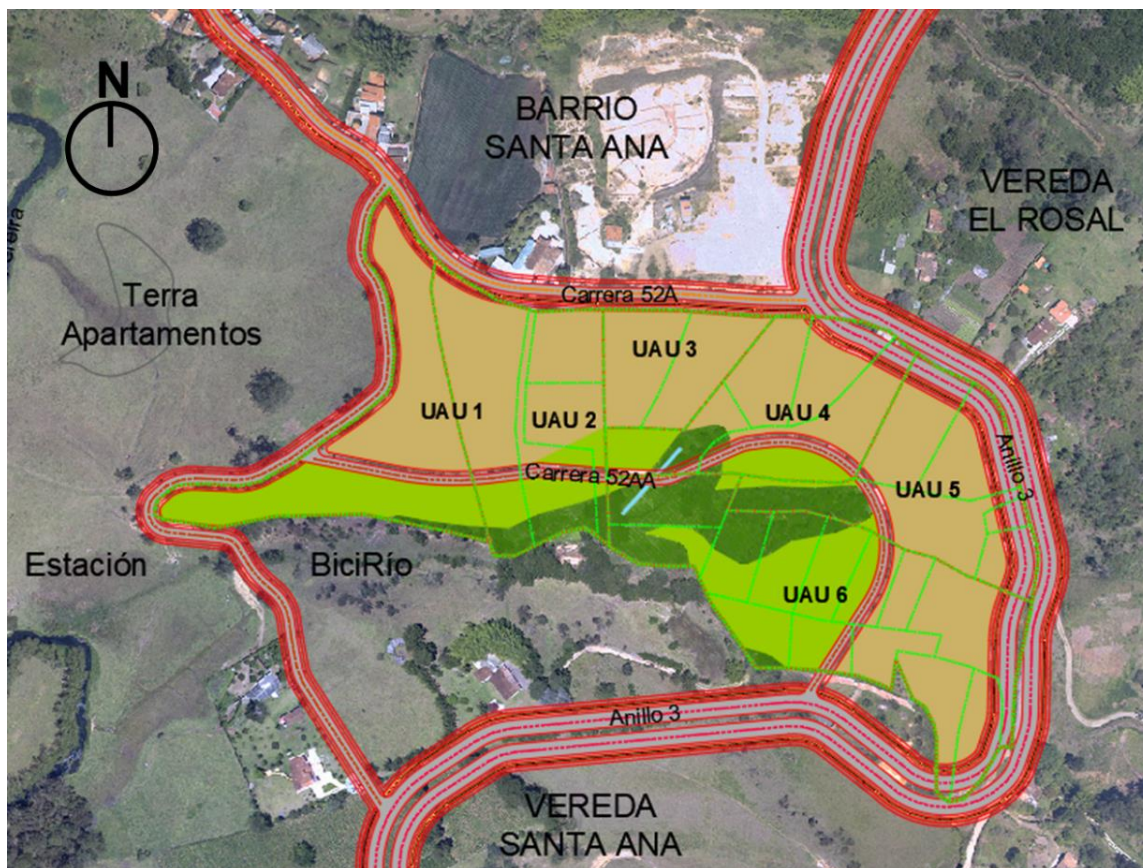 N
BARRIO
SANTA ANA
VEREDA
EL ROSAL
Terra
Apartamentos
Carrera 52A
UAU 3
UAU 1
UAU 2
UAU 4
Carrera 52AA
UAU 5
Anillo 3
Estación
BiciRío
UAU 6
Anillo 3
VEREDA
SANTA ANA